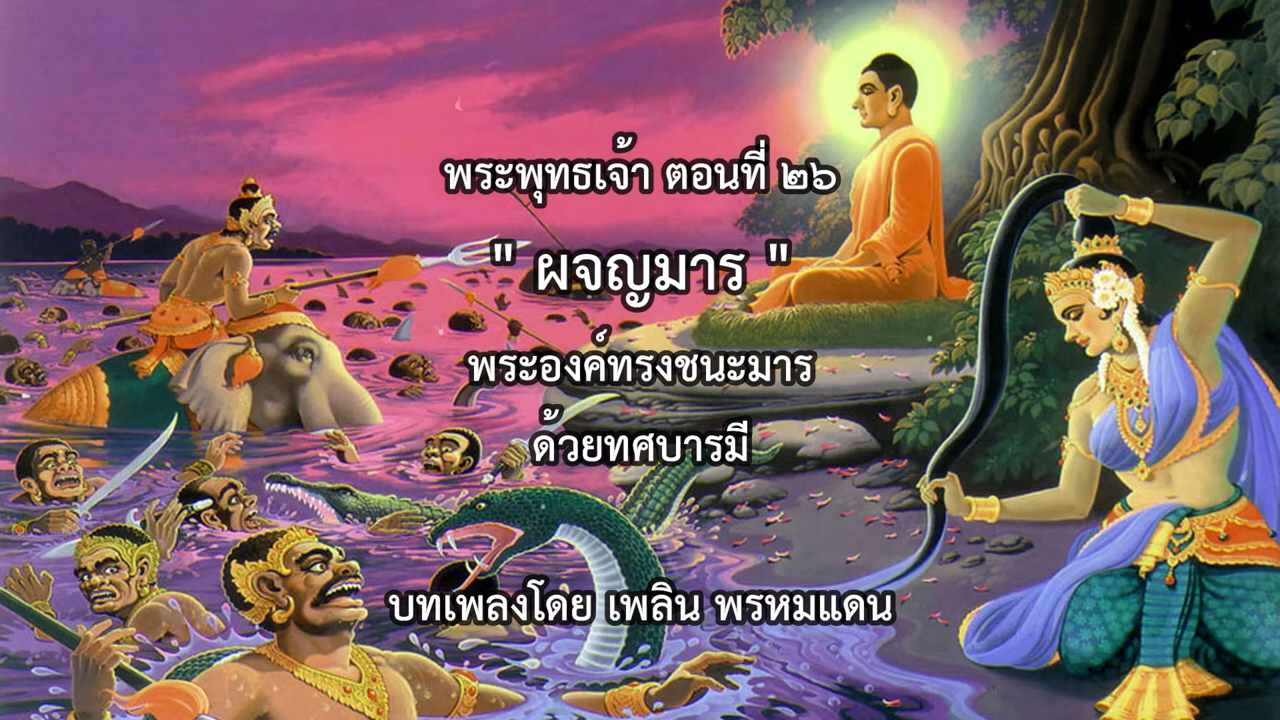 พระพุทธเจ้า ตอนที่ ๒๖
" ผจญมาร "
พระองค์ทรงชนะมาร
ด้วยทศบารมี
บทเพลงโดย เพลิน พรหมแดน